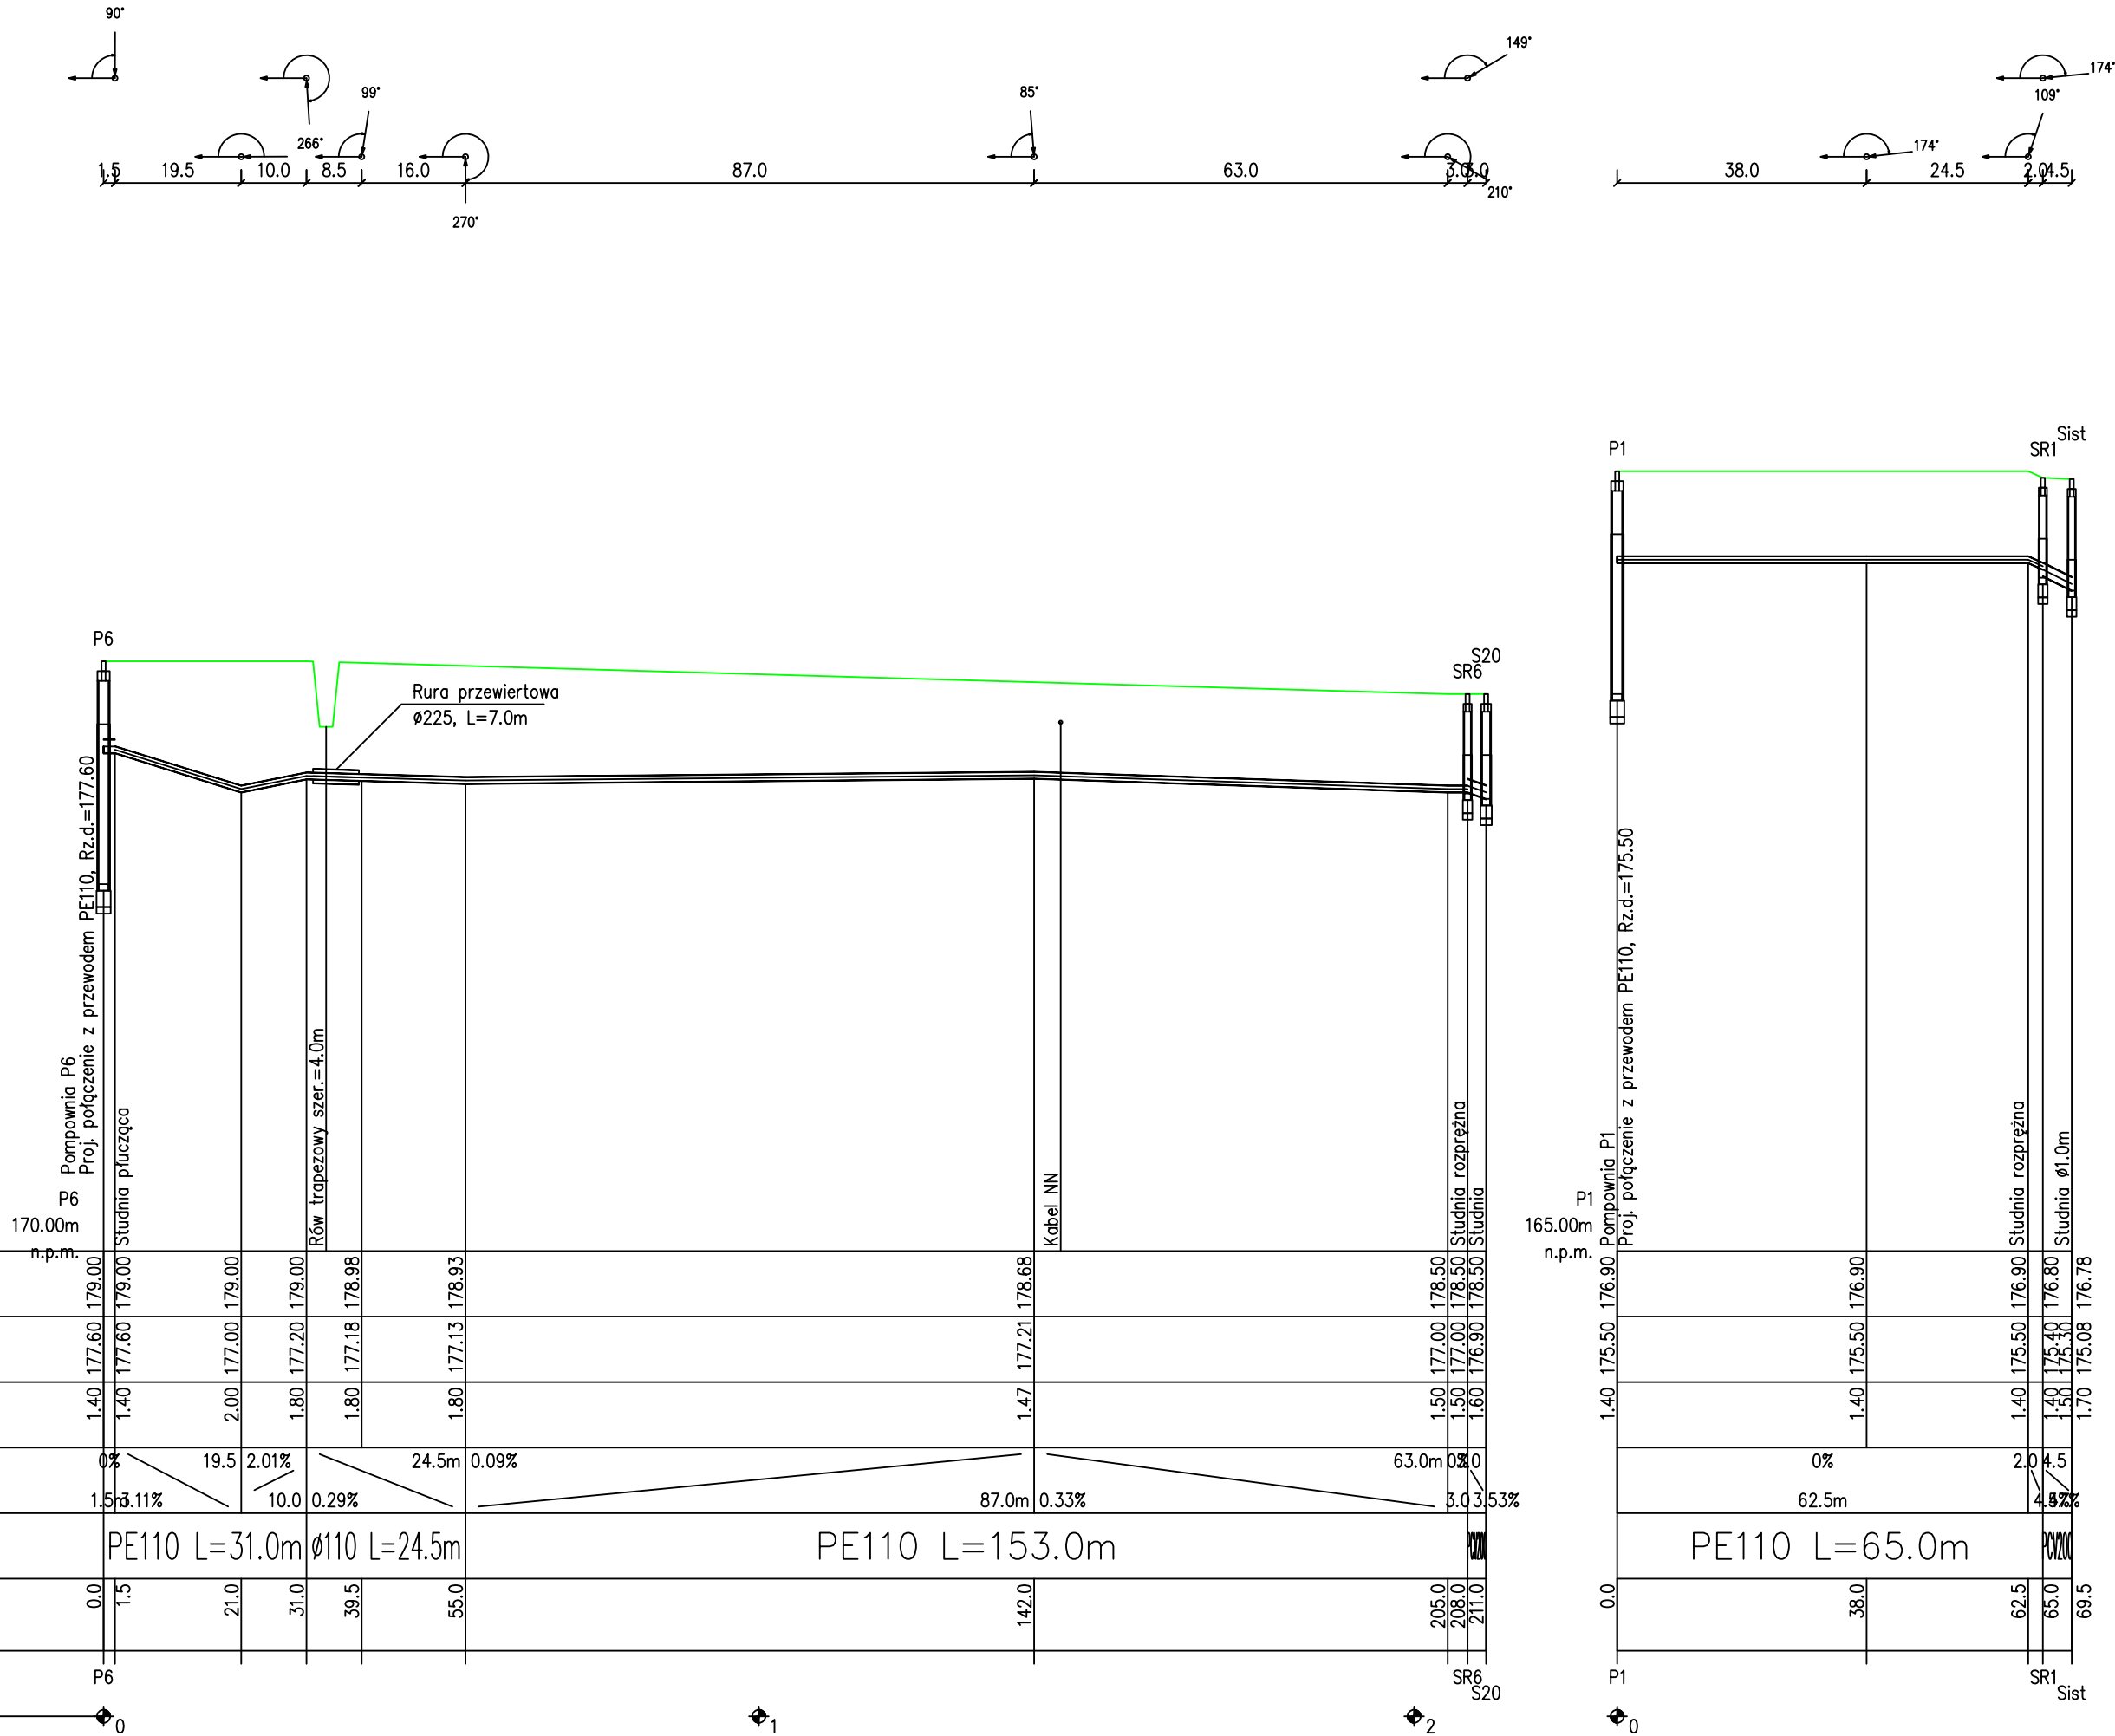 90°
149°
174°
99°
85°
109°
266°
174°
1.5
19.5
10.0
8.5
16.0
87.0
63.0
3.0
3.0
38.0
24.5
2.0
4.5
210°
270°
Sist
P1
SR1
P6
S20
SR6
Rura przewiertowa
ø225, L=7.0m
Pompownia P6
Proj. połączenie z przewodem PE110, Rz.d.=177.60
Studnia płucząca
Rów trapezowy szer.=4.0m
Kabel NN
Studnia rozprężna
Studnia
Pompownia P1
Proj. połączenie z przewodem PE110, Rz.d.=175.50
Studnia rozprężna
Studnia ø1.0m
P6
170.00m
n.p.m.
P1
165.00m
n.p.m.
179.00
179.00
179.00
179.00
178.98
178.93
178.68
178.50
178.50
178.50
176.90
176.90
176.90
176.80
176.78
177.60
177.60
177.00
177.20
177.18
177.13
177.21
177.00
177.00
176.90
175.50
175.50
175.50
175.40
175.30
175.08
1.40
1.40
2.00
1.80
1.80
1.80
1.47
1.50
1.50
1.60
1.40
1.40
1.40
1.40
1.50
1.70
0%
19.5
2.01%
24.5m
0.09%
63.0m
0%
3.0
0%
2.0
4.5
1.5m
3.11%
10.0
0.29%
87.0m
0.33%
3.0
3.53%
62.5m
PE110 L=31.0m
ø110 L=24.5m
PE110 L=153.0m
PCV200
PE110 L=65.0m
PCV200
0.0
1.5
21.0
31.0
39.5
55.0
142.0
205.0
208.0
211.0
0.0
38.0
62.5
65.0
69.5
P6
SR6
S20
P1
SR1
Sist
0
1
2
0